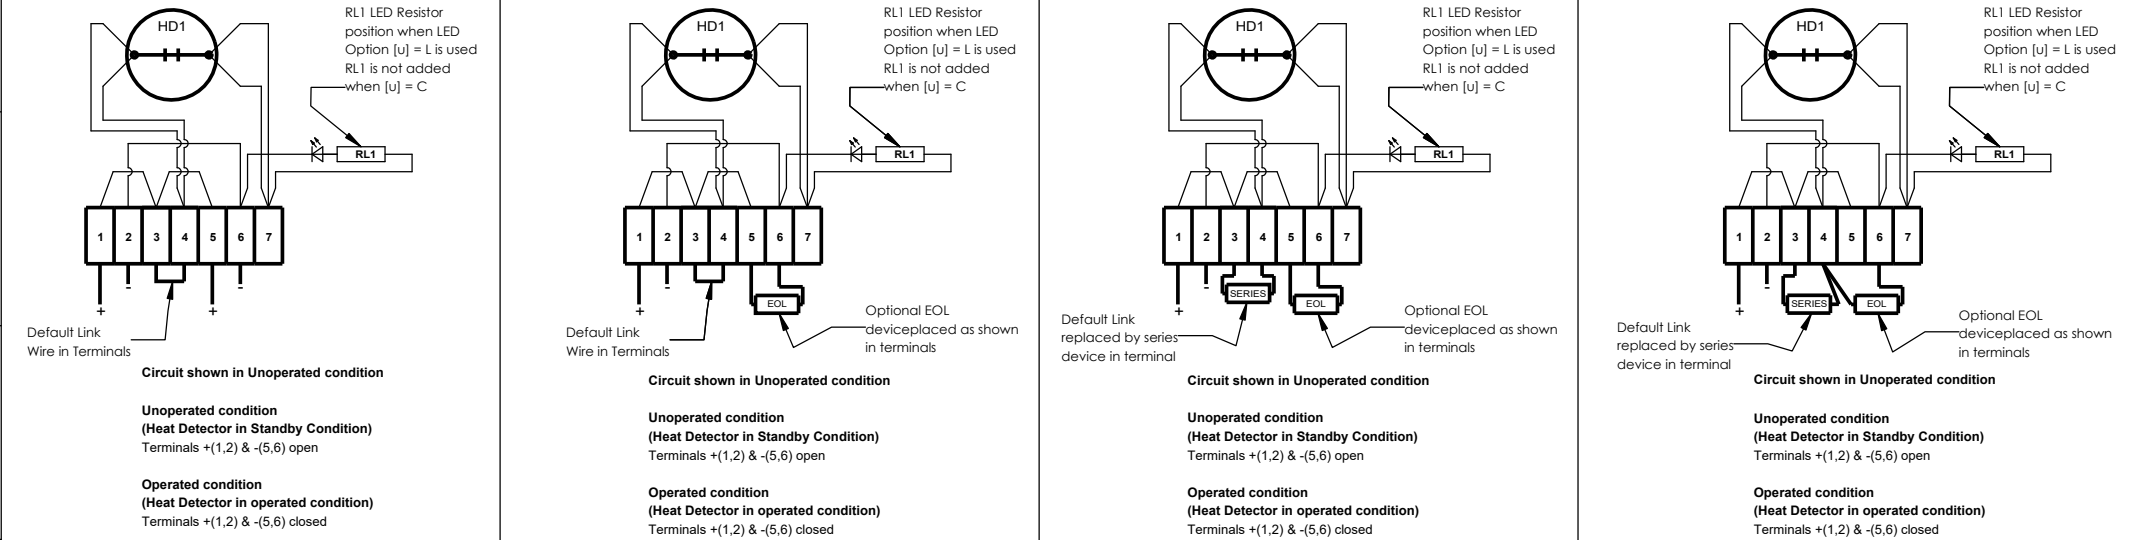 HD1
RL1 LED Resistor
position when LED
Option [u] = L is used
RL1 is not added
when [u] = C
RL1
1 2 3 4 5 6 7
- -
+ +
Default Link
Wire in Terminals
Circuit shown in Unoperated condition
Unoperated condition
(Heat Detector in Standby Condition)
Terminals +(1,2) & -(5,6) open
Operated condition
(Heat Detector in operated condition)
Terminals +(1,2) & -(5,6) closed
HD1
RL1 LED Resistor
position when LED
Option [u] = L is used
RL1 is not added
when [u] = C
RL1
1 2 3 4 5 6 7
-
EOL
+
Default Link
Wire in Terminals
Optional EOL
deviceplaced as shown
in terminals
Circuit shown in Unoperated condition
Unoperated condition
(Heat Detector in Standby Condition)
Terminals +(1,2) & -(5,6) open
Operated condition
(Heat Detector in operated condition)
Terminals +(1,2) & -(5,6) closed
HD1
RL1 LED Resistor
position when LED
Option [u] = L is used
RL1 is not added
when [u] = C
RL1
1 2 3 4 5 6 7
-
SERIES
EOL
+
Default Link
replaced by series
device in terminal
Optional EOL
deviceplaced as shown
in terminals
Circuit shown in Unoperated condition
Unoperated condition
(Heat Detector in Standby Condition)
Terminals +(1,2) & -(5,6) open
Operated condition
(Heat Detector in operated condition)
Terminals +(1,2) & -(5,6) closed
HD1
RL1 LED Resistor
position when LED
Option [u] = L is used
RL1 is not added
when [u] = C
RL1
1 2 3 4 5 6 7
-
SERIES
EOL
+
Default Link
replaced by series
device in terminal
Optional EOL
deviceplaced as shown
in terminals
Circuit shown in Unoperated condition
Unoperated condition
(Heat Detector in Standby Condition)
Terminals +(1,2) & -(5,6) open
Operated condition
(Heat Detector in operated condition)
Terminals +(1,2) & -(5,6) closed